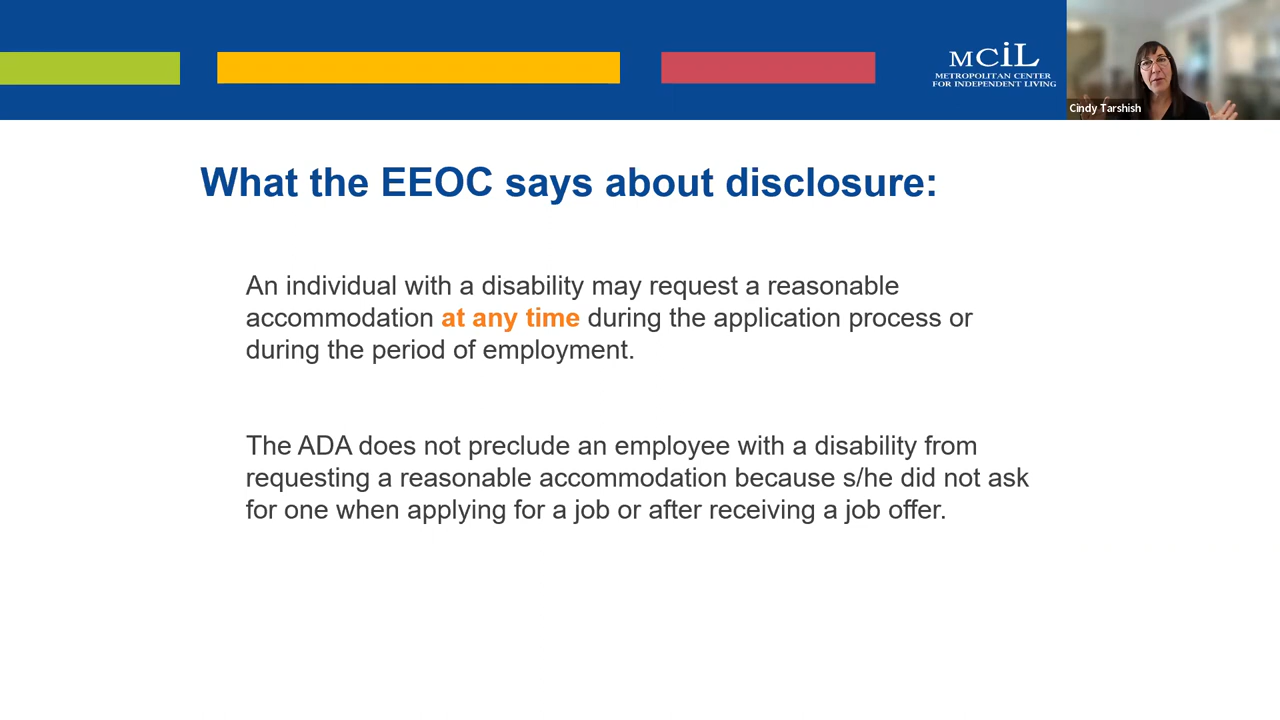 MCiL
METROPOLITAN CENTER
FOR INDEPENDENT LIVING
Cindy Tarshish
What the EEOC says about disclosure:
An individual with a disability may request a reasonable
accommodation at any time during the application process or
during the period of employment.
The ADA does not preclude an employee with a disability from
requesting a reasonable accommodation because s/he did not ask
for one when applying for a job or after receiving a job offer.